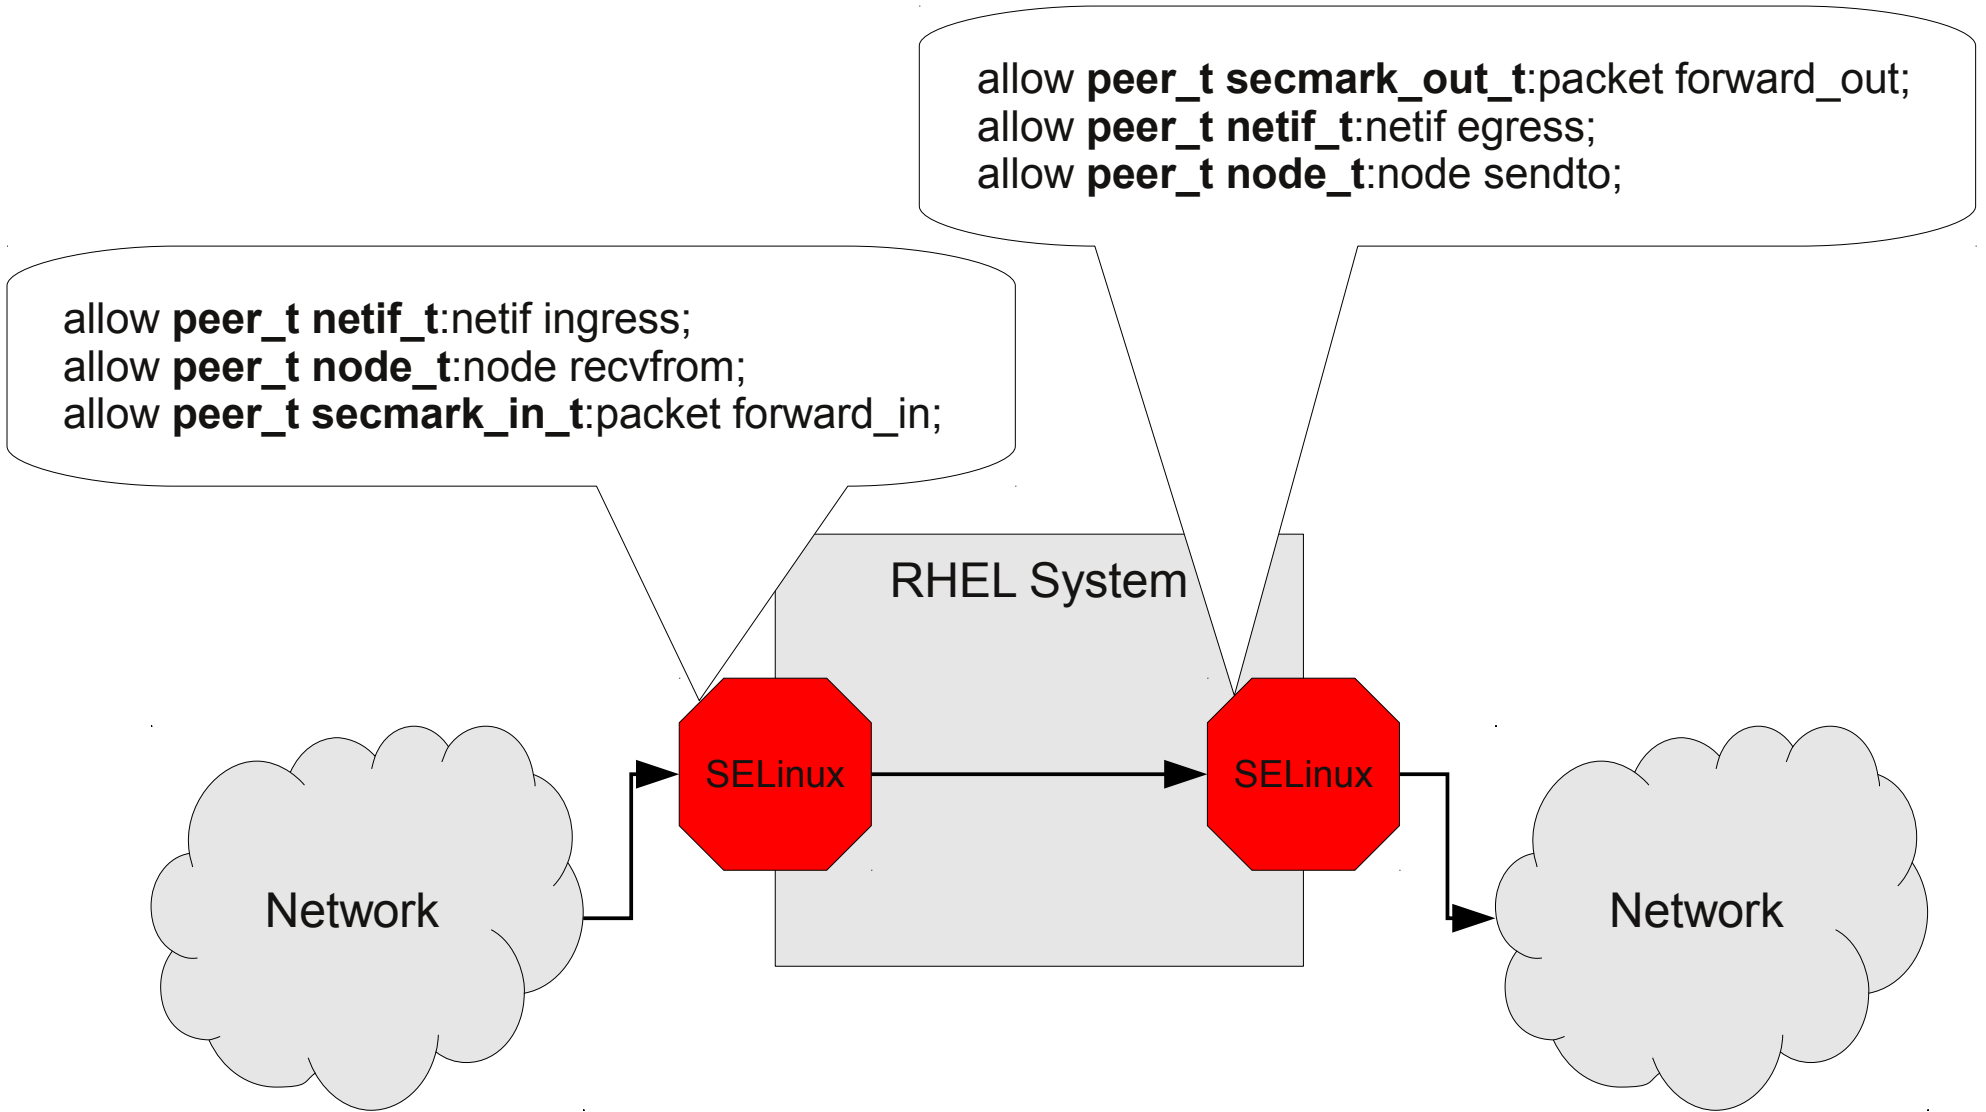 allow peer_t secmark_out_t:packet forward_out;
allow peer_t netif_t:netif egress;
allow peer_t node_t:node sendto;
allow peer_t netif_t:netif ingress;
allow peer_t node_t:node recvfrom;
allow peer_t secmark_in_t:packet forward_in;
RHEL System
SELinux
SELinux
Network
Network